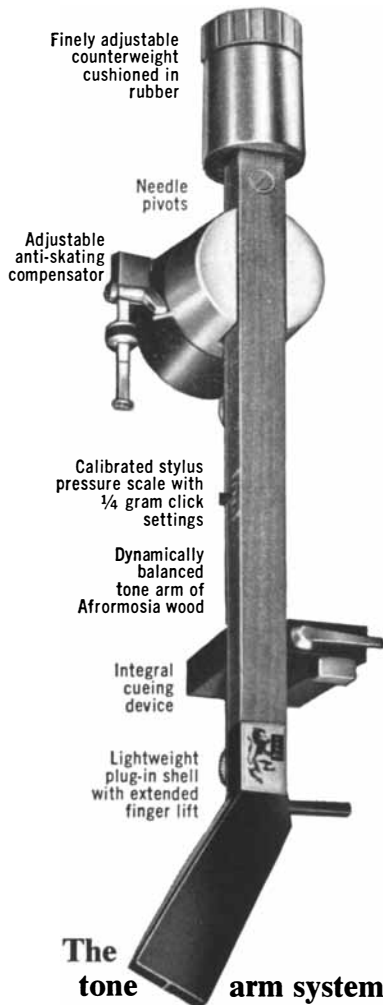 Finely adjustable
counterweight
cushioned in
rubber
Needle
pivots
Adjustable
anti-skating
compensator
Calibrated stylus
pressure scale with
¼ gram click
settings
Dynamically
balanced
tone arm of
Afrormosia wood
Integral
cueing
device
Lightweight
plug-in shell
with extended
finger lift
The
tone arm system